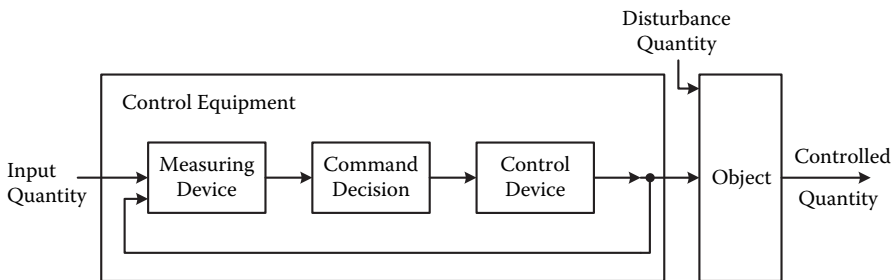 Disturbance
Quantity
Control Equipment
Input
Quantity
Measuring
Device
Command
Decision
Control
Device
Object
Controlled
Quantity